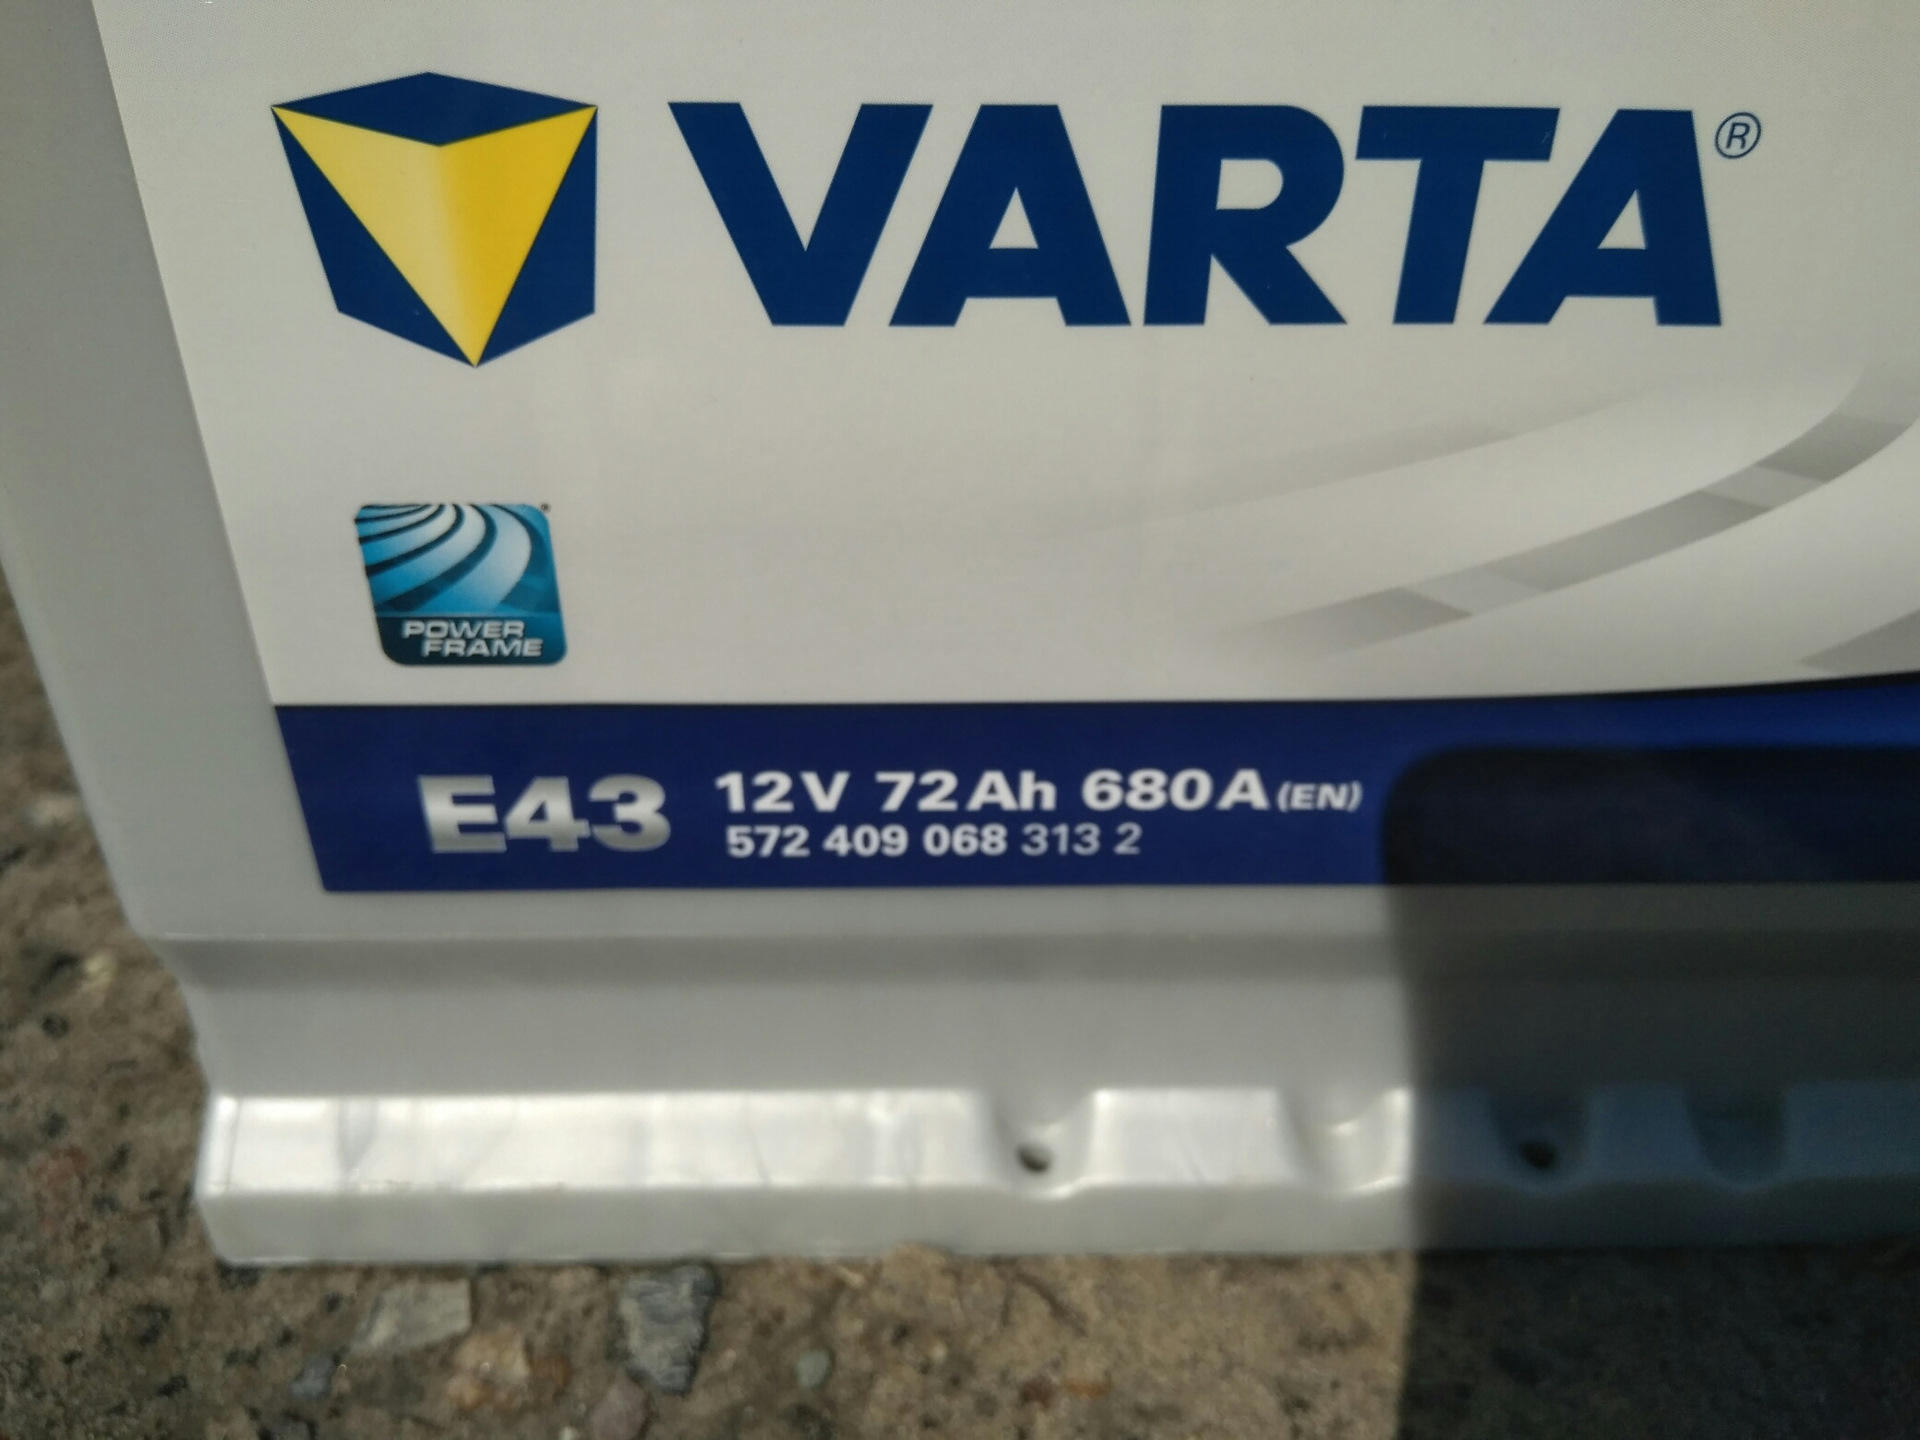 VARTA®
POWER
FRAME
E43 12V 72Ah 680A (EN)
572 409 068 313 2